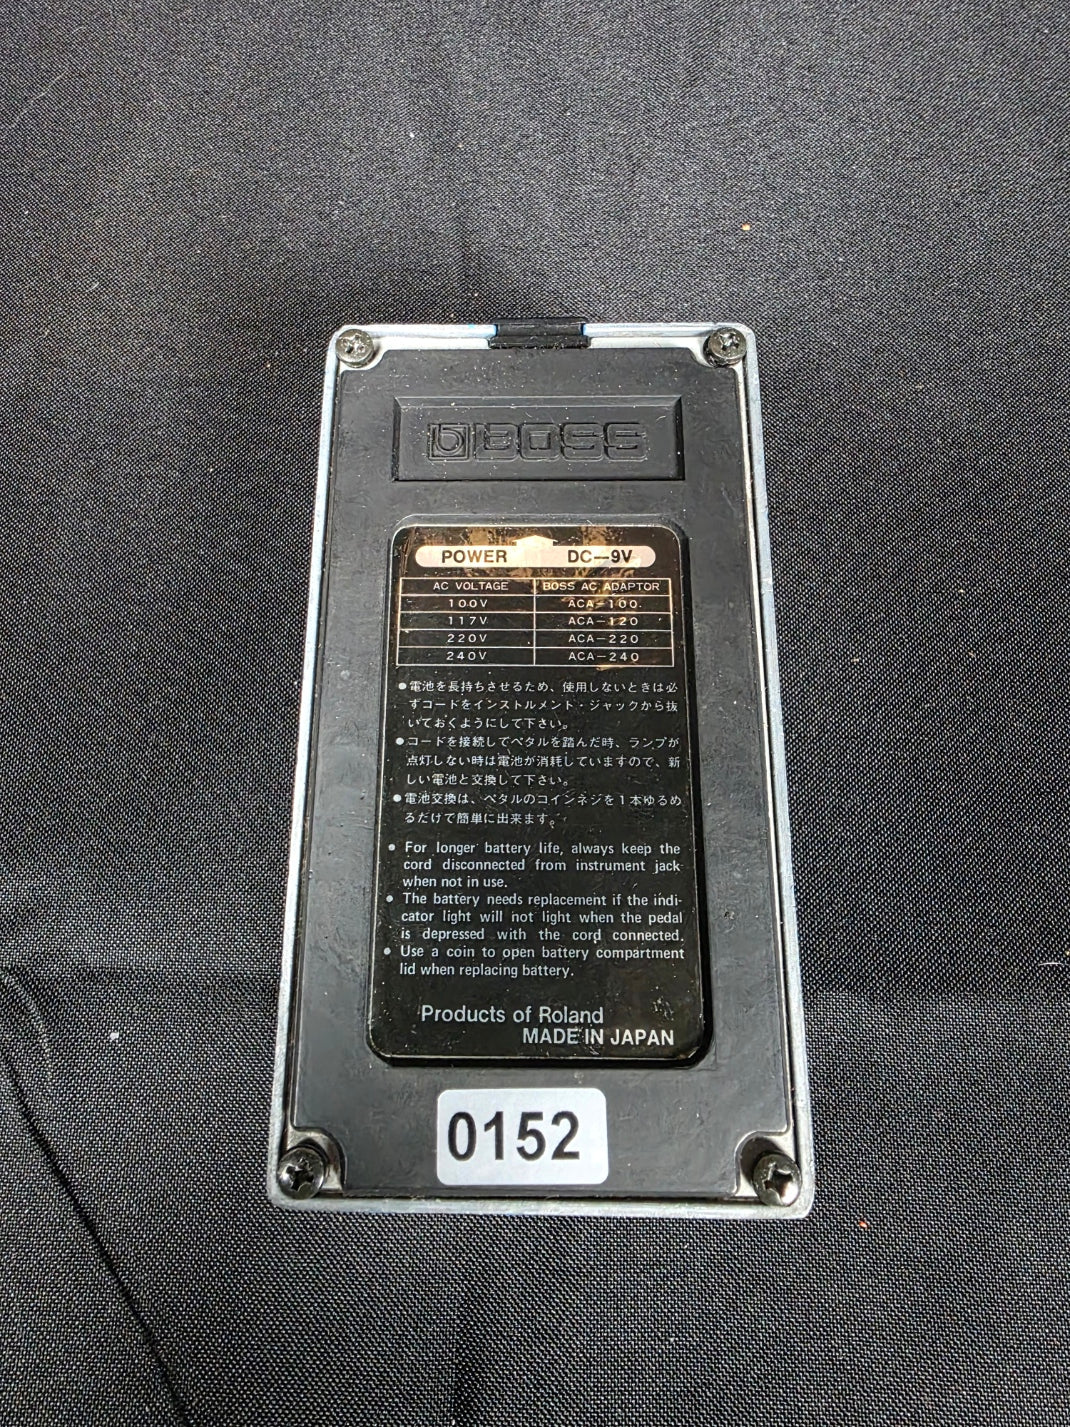 BOSS
POWER DC—9V
AC VOLTAGE BOSS AC ADAPTOR
100V ACA—100.
117V ACA—120
220V ACA—220
240V ACA—240
●電池を長持ちさせるため、使用しないときは必
ずコードをインストルメント・ジャックから抜
いておくようにして下さい。
●コードを接続してペタルを踏んだ時、ランプが
点灯しない時は電池が消耗していますので、新
しい電池と交換して下さい。
●電池交換は、ペタルのコインネジを1本ゆるめ
るだけで簡単に出来ます。
● For longer battery life, always keep the
cord disconnected from instrument jack
when not in use.
● The battery needs replacement if the indi-
cator light will not light when the pedal
is depressed with the cord connected.
● Use a coin to open battery compartment
lid when replacing battery.
Products of Roland
MADE IN JAPAN
0152